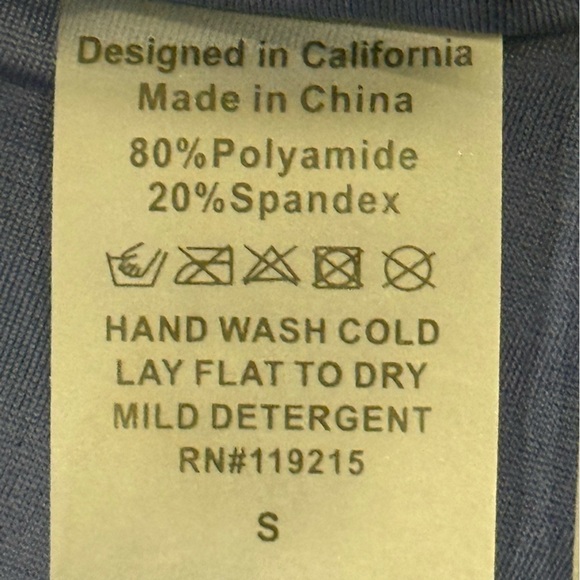 Designed in California
Made in China
80%Polyamide
20%Spandex
HAND WASH COLD
LAY FLAT TO DRY
MILD DETERGENT
RN#119215
S